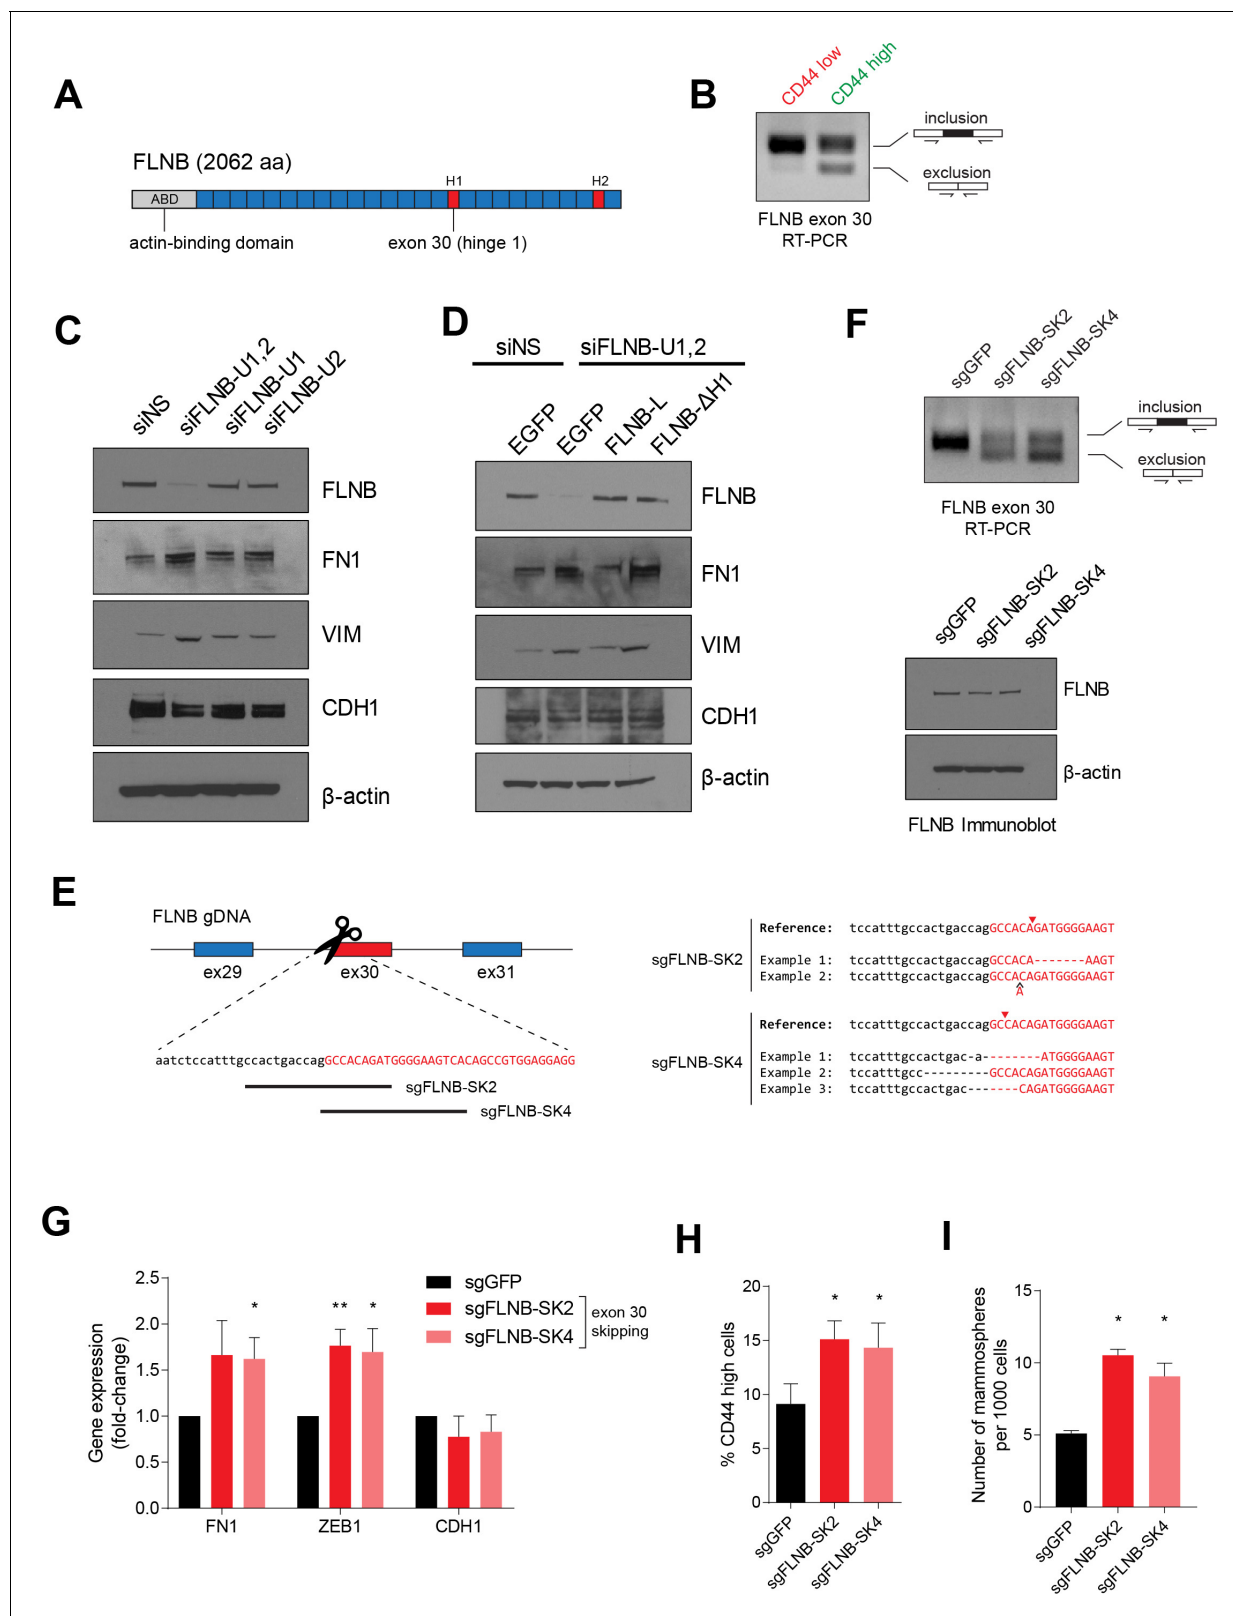 A
FLNB (2062 aa)
H1
H2
ABD
actin-binding domain
exon 30 (hinge 1)
B
CD44 low
CD44 high
inclusion
exclusion
FLNB exon 30
RT-PCR
C
siNS
siFLNB-U1,2
siFLNB-U1
siFLNB-U2
FLNB
FN1
VIM
CDH1
β-actin
D
siNS
siFLNB-U1,2
EGFP
EGFP
FLNB-L
FLNB-ΔH1
FLNB
FN1
VIM
CDH1
β-actin
F
sgGFP
sgFLNB-SK2
sgFLNB-SK4
inclusion
exclusion
FLNB exon 30
RT-PCR
sgGFP
sgFLNB-SK2
sgFLNB-SK4
FLNB
β-actin
FLNB Immunoblot
E
FLNB gDNA
ex29
ex30
ex31
aatctccatttgccactgaccagGCCACAGATGGGGAAGTCACAGCCGTGGAGGAGG
sgFLNB-SK2
sgFLNB-SK4
sgFLNB-SK2
Reference: tccatttgccactgaccagGCCACAGATGGGGAAGT
Example 1: tccatttgccactgaccagGCCACA-------AAGT
Example 2: tccatttgccactgaccagGCCACAGATGGGGAAGT
A
sgFLNB-SK4
Reference: tccatttgccactgaccagGCCACAGATGGGGAAGT
Example 1: tccatttgccactgac-a--------ATGGGGAAGT
Example 2: tccatttgcc---------GCCACAGATGGGGAAGT
Example 3: tccatttgccactgac-------CAGATGGGGAAGT
G
Gene expression
(fold-change)
2.5
2.0
1.5
1.0
0.5
0.0
*
**
*
FN1
ZEB1
CDH1
sgGFP
sgFLNB-SK2
sgFLNB-SK4
exon 30
skipping
H
% CD44 high cells
20
15
10
5
0
*
*
sgGFP
sgFLNB-SK2
sgFLNB-SK4
I
Number of mammospheres
per 1000 cells
15
10
5
0
*
*
sgGFP
sgFLNB-SK2
sgFLNB-SK4